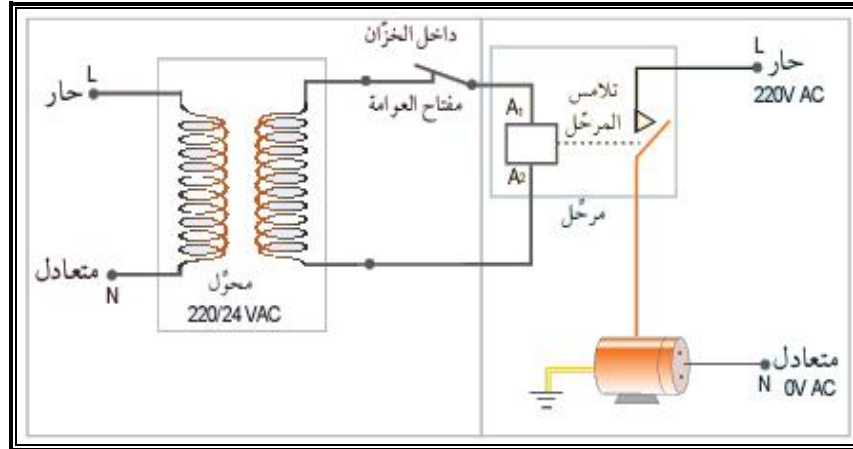 داخل الخزّان
مفتاح العوامة
L حار
متعادل
N
محوّل
220/24 VAC
A1
A2
تلامس
المرحّل
مرحّل
L
حار
220V AC
متعادل
N 0V AC